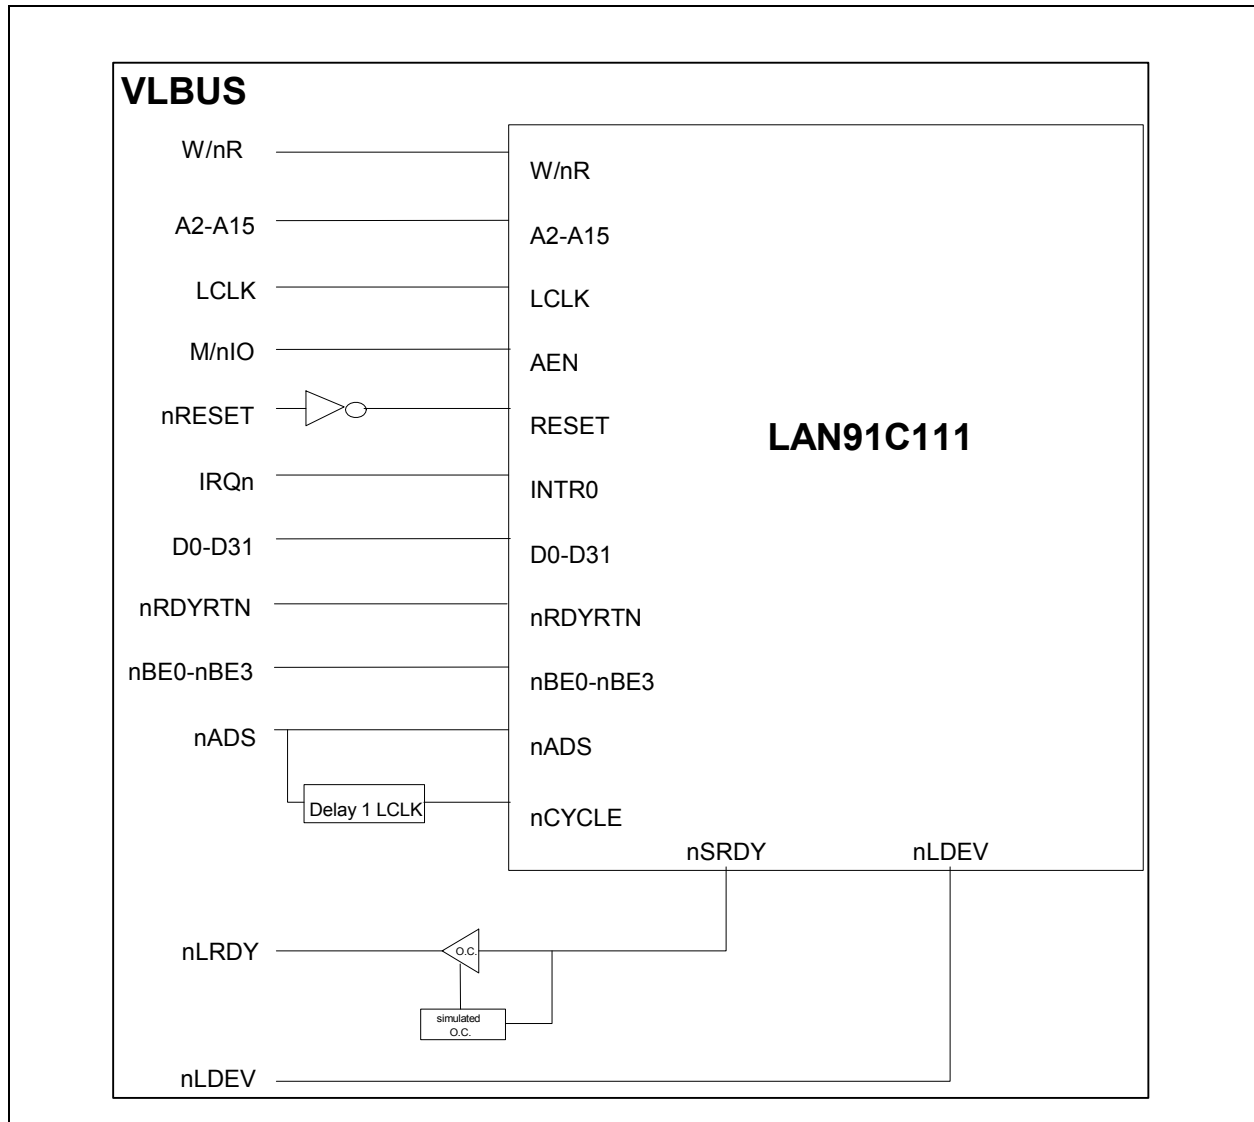 VLBUS
W/nR
W/nR
A2-A15
A2-A15
LCLK
LCLK
M/nIO
AEN
nRESET
RESET
LAN91C111
IRQn
INTR0
D0-D31
D0-D31
nRDYRTN
nRDYRTN
nBE0-nBE3
nBE0-nBE3
nADS
nADS
Delay 1 LCLK
nCYCLE
nSRDY
nLDEV
nLRDY
O.C.
simulated
O.C.
nLDEV